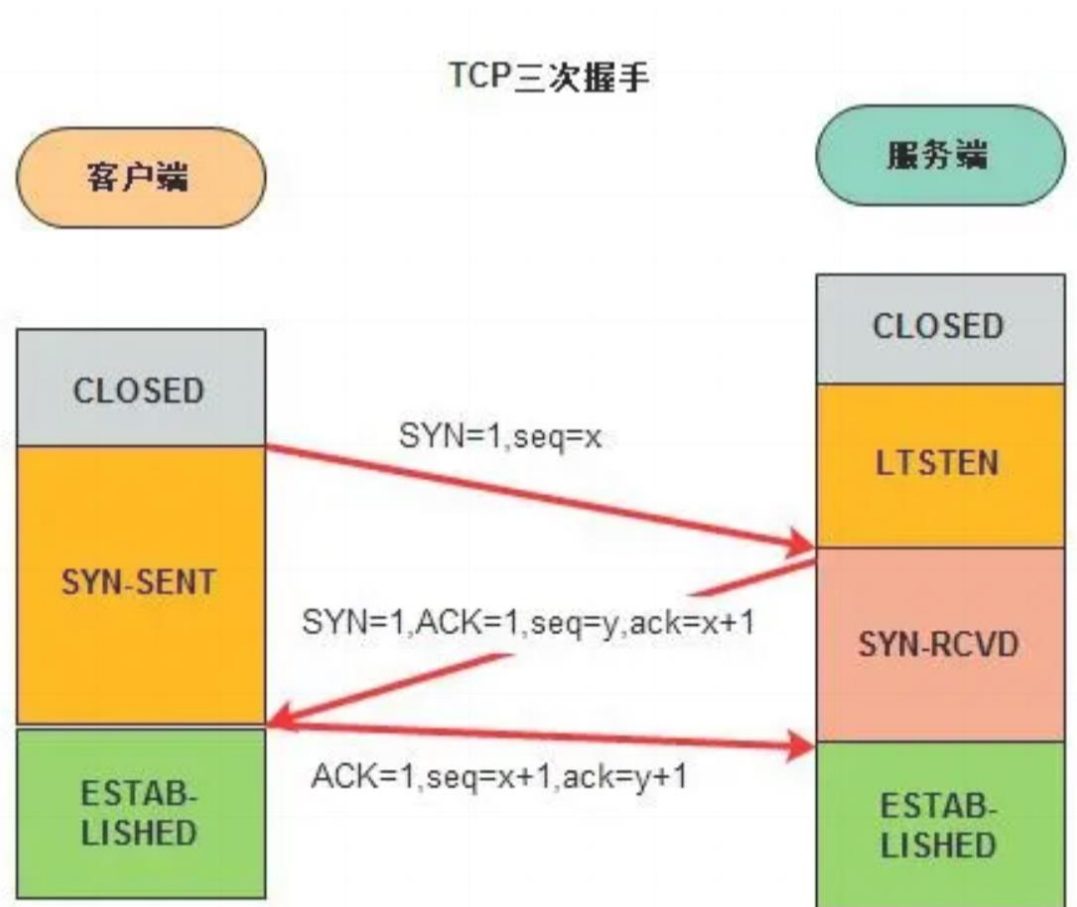 TCP三次握手
客户端
服务端
CLOSED
CLOSED
SYN=1,seq=x
LTSTEN
SYN-SENT
SYN=1,ACK=1,seq=y,ack=x+1
SYN-RCVD
ACK=1,seq=x+1,ack=y+1
ESTAB-
LISHED
ESTAB-
LISHED